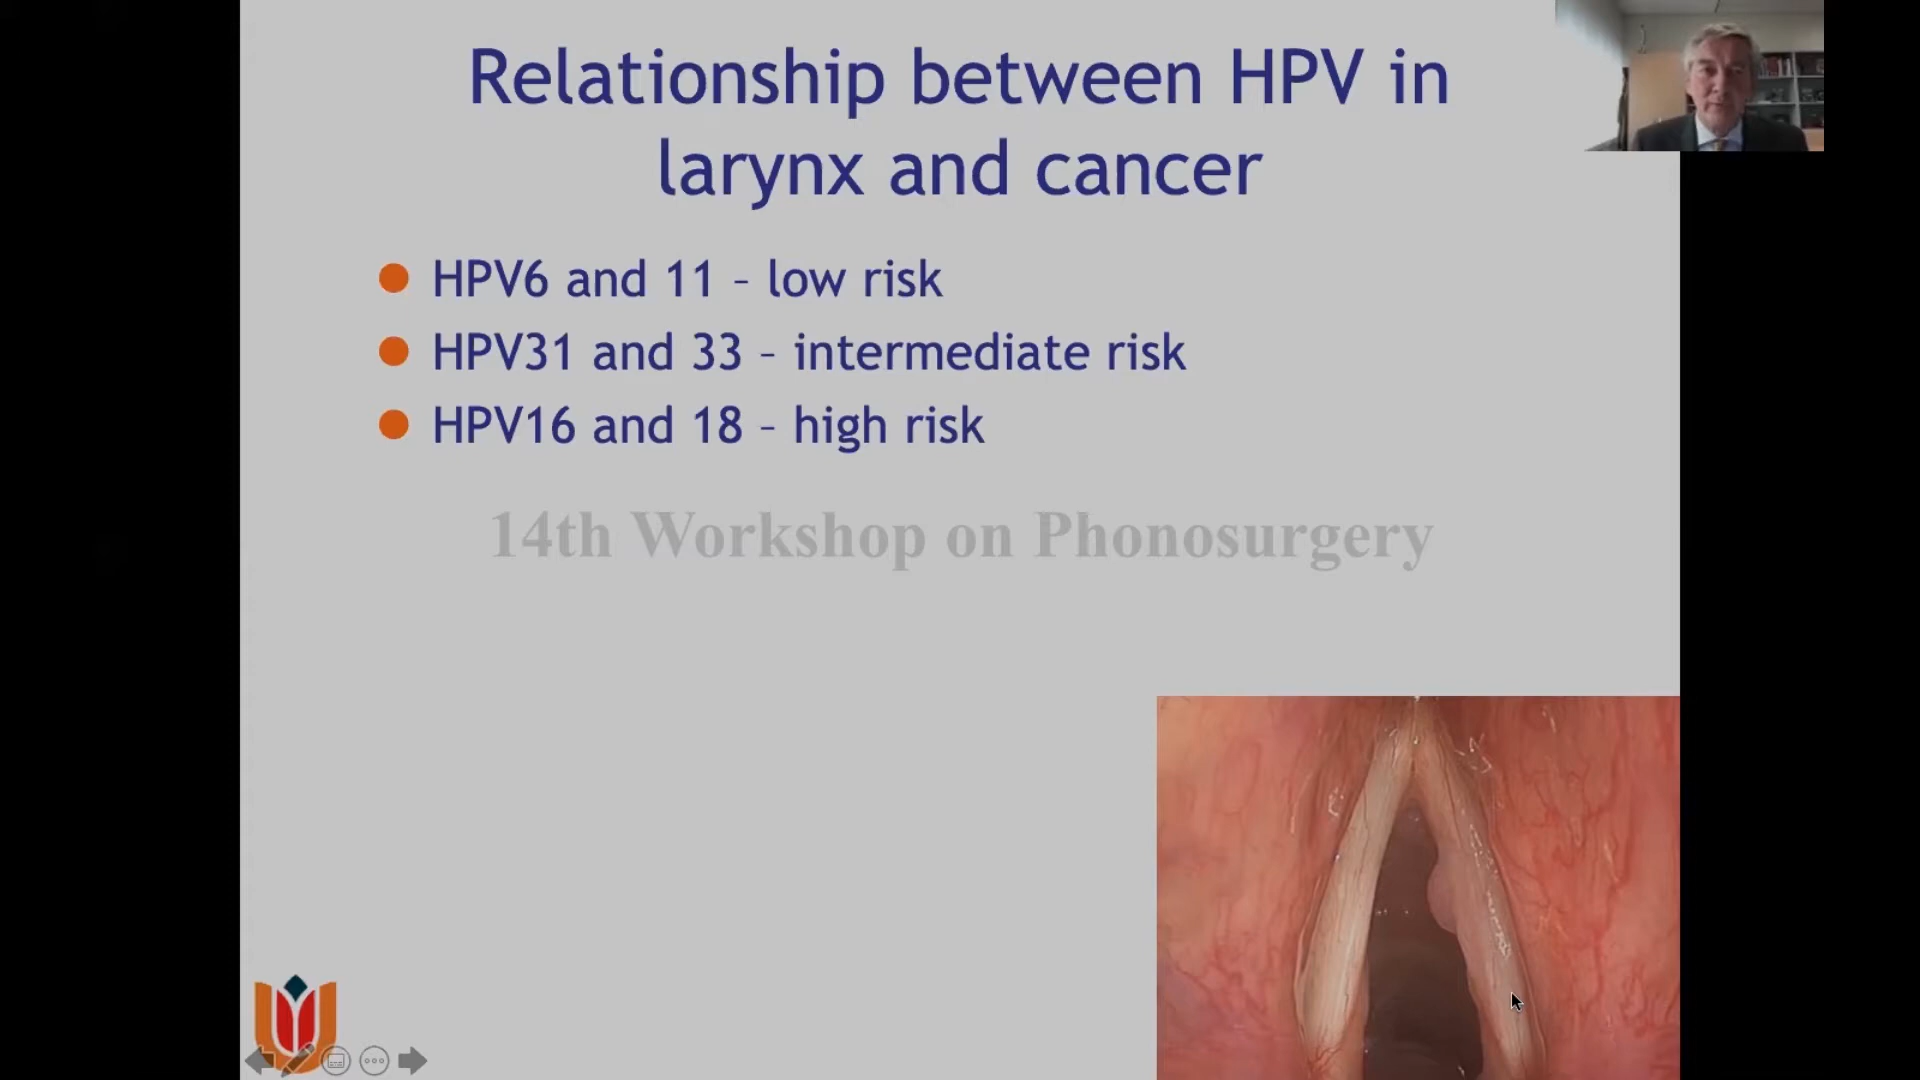 Relationship between HPV in
larynx and cancer
HPV6 and 11 – low risk
HPV31 and 33 – intermediate risk
HPV16 and 18 – high risk
14th Workshop on Phonosurgery